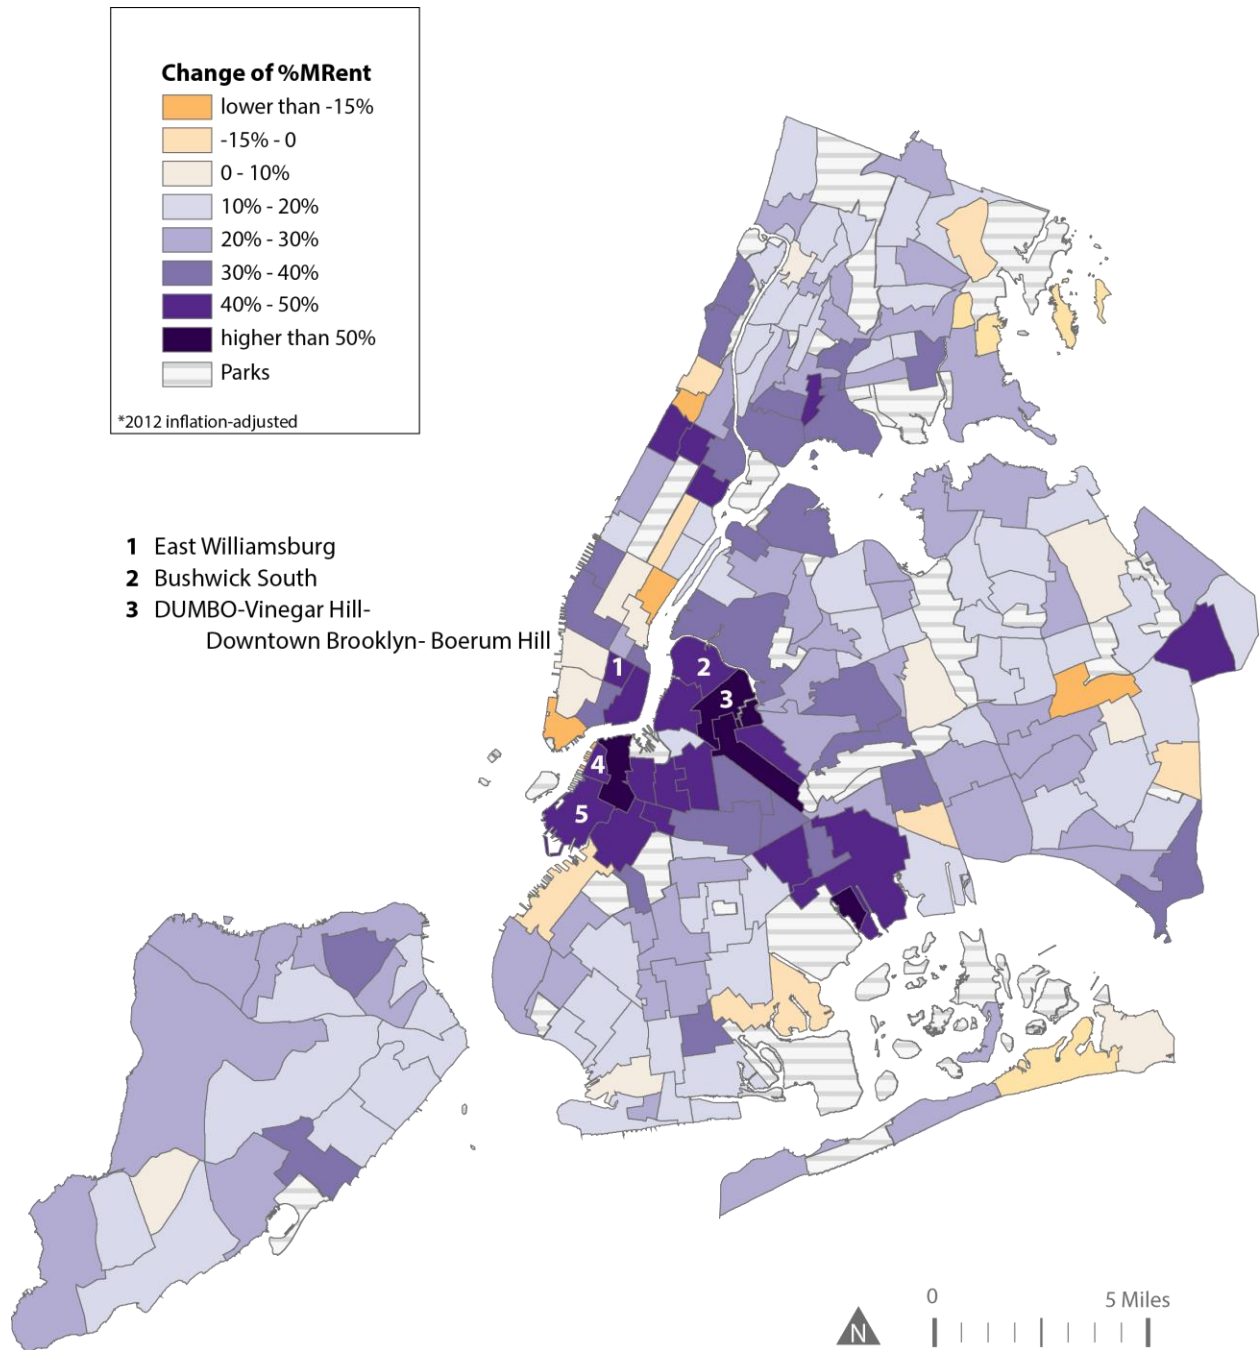 Change of %MRent
lower than -15%
-15% - 0
0 - 10%
10% - 20%
20% - 30%
30% - 40%
40% - 50%
higher than 50%
Parks
*2012 inflation-adjusted
1 East Williamsburg
2 Bushwick South
3 DUMBO-Vinegar Hill-
Downtown Brooklyn- Boerum Hill
1
2
3
4
5
N
0
5 Miles